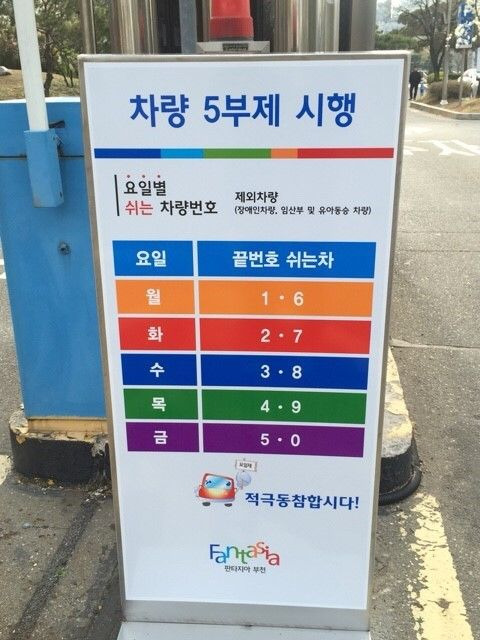 차량 5부제 시행
요일별
쉬는 차량번호
제외차량
(장애인차량, 임산부 및 유아동승 차량)
요일 끝번호 쉬는차
월 1 · 6
화 2 · 7
수 3 · 8
목 4 · 9
금 5 · 0
요일제
적극동참합시다!
Fantasia
판타지아 부천